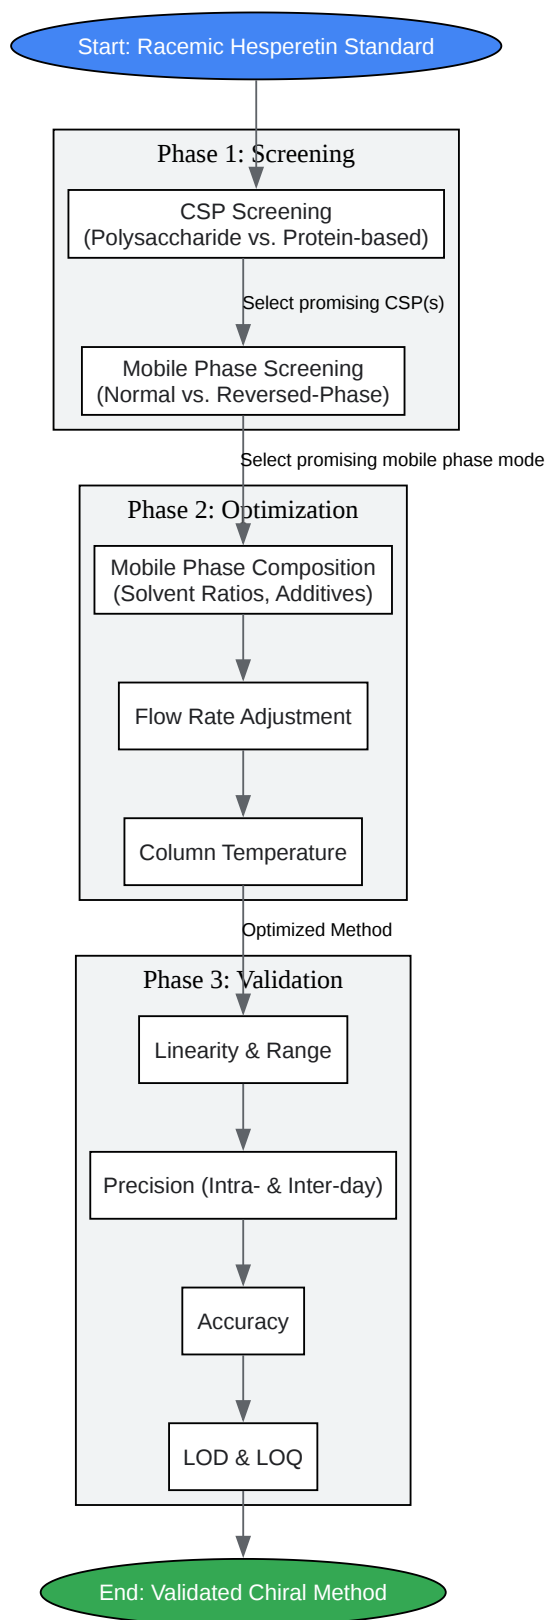 Start: Racemic Hesperetin Standard
Phase 1: Screening
CSP Screening
(Polysaccharide vs. Protein-based)
Select promising CSP(s)
Mobile Phase Screening
(Normal vs. Reversed-Phase)
Select promising mobile phase mode
Phase 2: Optimization
Mobile Phase Composition
(Solvent Ratios, Additives)
Flow Rate Adjustment
Column Temperature
Optimized Method
Phase 3: Validation
Linearity & Range
Precision (Intra- & Inter-day)
Accuracy
LOD & LOQ
End: Validated Chiral Method